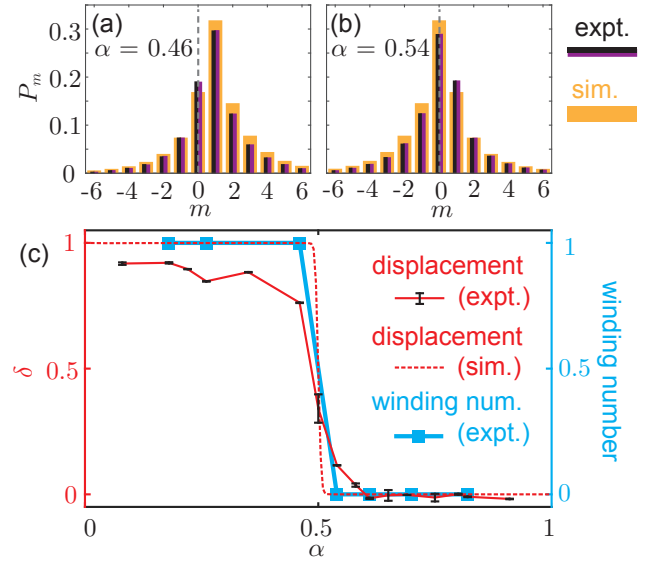 (a)
α = 0.46
(b)
α = 0.54
expt.
sim.
P_m
0.3
0.2
0.1
0
-6 -4 -2 0 2 4 6
-6 -4 -2 0 2 4 6
m
m
(c)
1
0.5
0
δ
displacement
(expt.)
displacement
(sim.)
winding num.
(expt.)
1
0.5
0
winding number
0 0.5 1
α